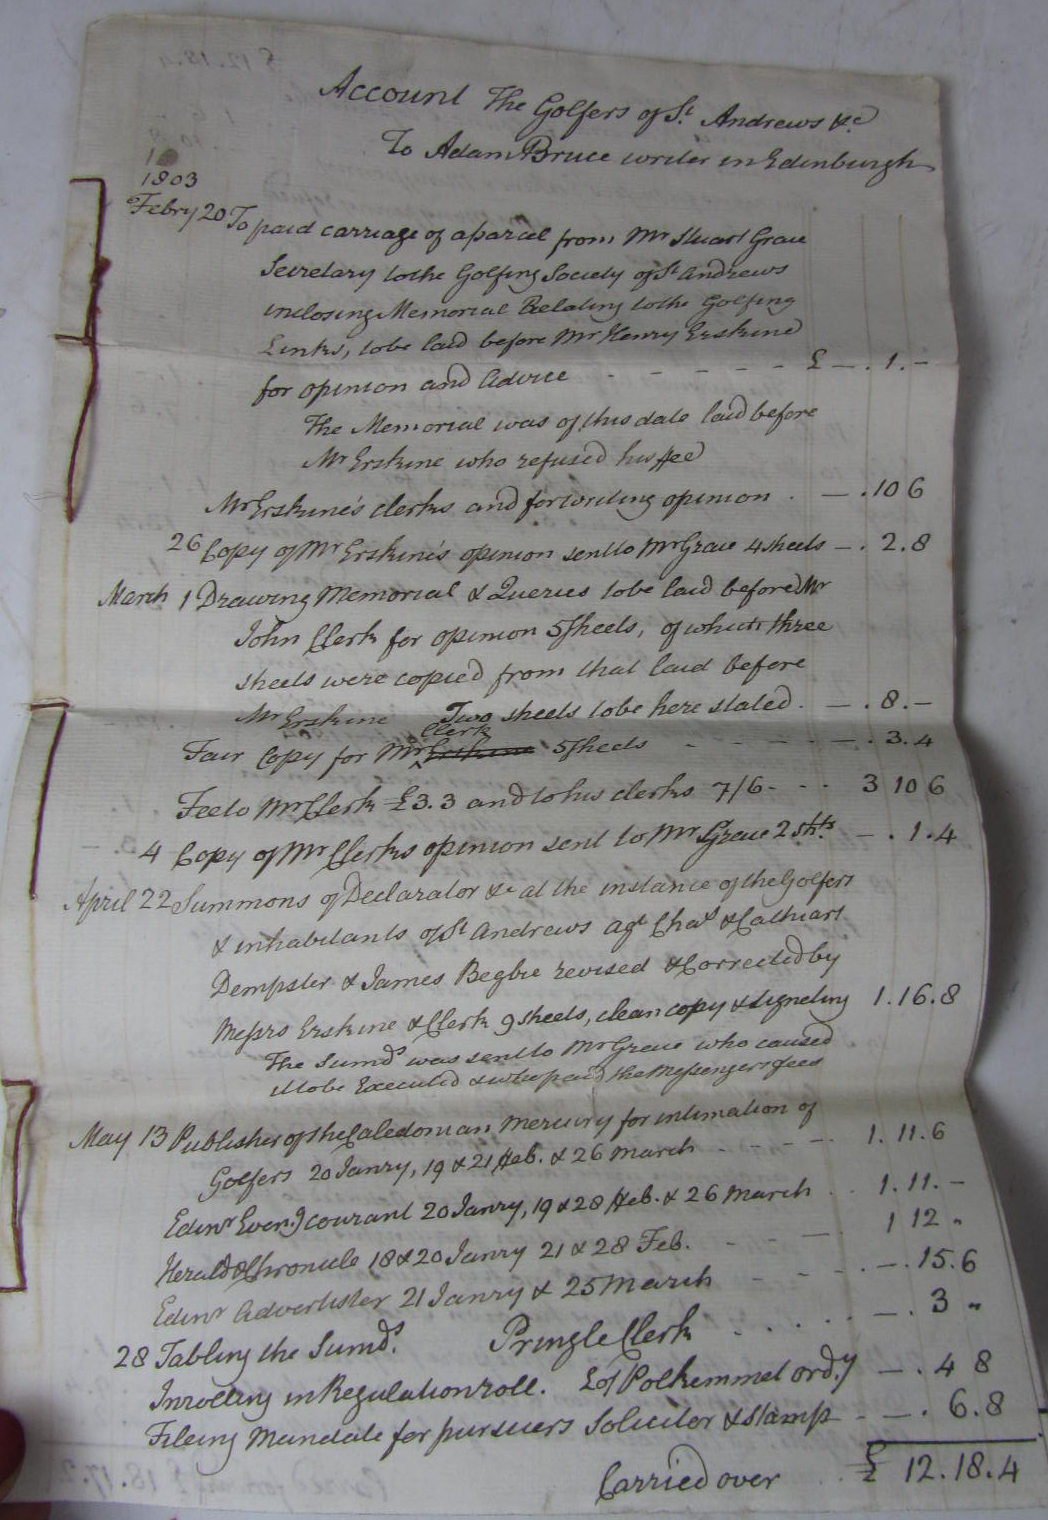 Account The Golfers of St. Andrews &c
To Adam Bruce writer in Edinburgh
1803
Febry 20 To paid carriage of a parcel from Mr Stuart Grace
Secretary to the Golfing Society of St Andrews
inclosing Memorial Relating to the Golfing
Links, to be laid before Mr Henry Erskine
for opinion and advice - - - - - £ - . 1 . -
The Memorial was of this date laid before
Mr Erskine who refused his fee
Mr Erskine's clerks and for writing opinion . - . 10 6
26 Copy of Mr Erskine's opinion sent to Mr Grace 4 sheets - . 2 . 8
March 1 Drawing Memorial & Queries to be laid before Mr
John Clerk for opinion 5 sheets, of which three
sheets were copied from that laid before
Mr Erskine Two sheets to be here stated . - . 8 . -
Clerk
Fair Copy for Mr Erskine 5 sheets - - - - - - . 3 . 4
Fee to Mr Clerk £3.3 and to his clerks 7/6 - - - 3 10 6
4 Copy of Mr Clerks opinion sent to Mr Grace 2 shts - . 1 . 4
April 22 Summons of Declarator &c at the instance of the Golfers
& inhabitants of St Andrews agt Chas & Cathcart
Dempster & James Begbie revised & Corrected by
Messrs Erskine & Clerk 9 sheets, clean copy & signeting 1 . 16 . 8
The Sumds was sent to Mr Grace who caused
it to be Executed & who paid the Messengers fees
May 13 Publisher of the Caledonian Mercury for intimation of
Golfers 20 Janry, 19 & 21 Feb. & 26 March - - - - 1 . 11 . 6
Edinr Eveng courant 20 Janry, 19 & 28 Feb. & 26 March . . 1 . 11 . -
Herald & Chronicle 18 & 20 Janry 21 & 28 Feb. - - - 1 12 "
Edinr Advertister 21 Janry & 25 March - - - . - . 15 . 6
28 Tabling the Sumds. Pringle Clerk . . . . . - . 3 "
Inrolling in Regulation roll. Lo/ Polkemmet ordy - . 4 8
Fileing Mandate for pursuers Solicitor & stamp - - . 6 . 8
Carried over £ 12 . 18 . 4